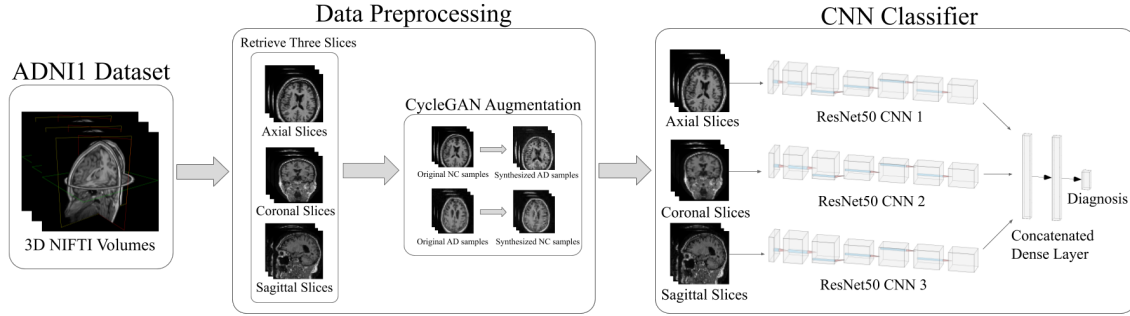 ADNI1 Dataset
3D NIFTI Volumes
Data Preprocessing
Retrieve Three Slices
Axial Slices
Coronal Slices
Sagittal Slices
CycleGAN Augmentation
Original NC samples
Synthesized AD samples
Original AD samples
Synthesized NC samples
CNN Classifier
Axial Slices
ResNet50 CNN 1
Coronal Slices
ResNet50 CNN 2
Sagittal Slices
ResNet50 CNN 3
Concatenated
Dense Layer
Diagnosis